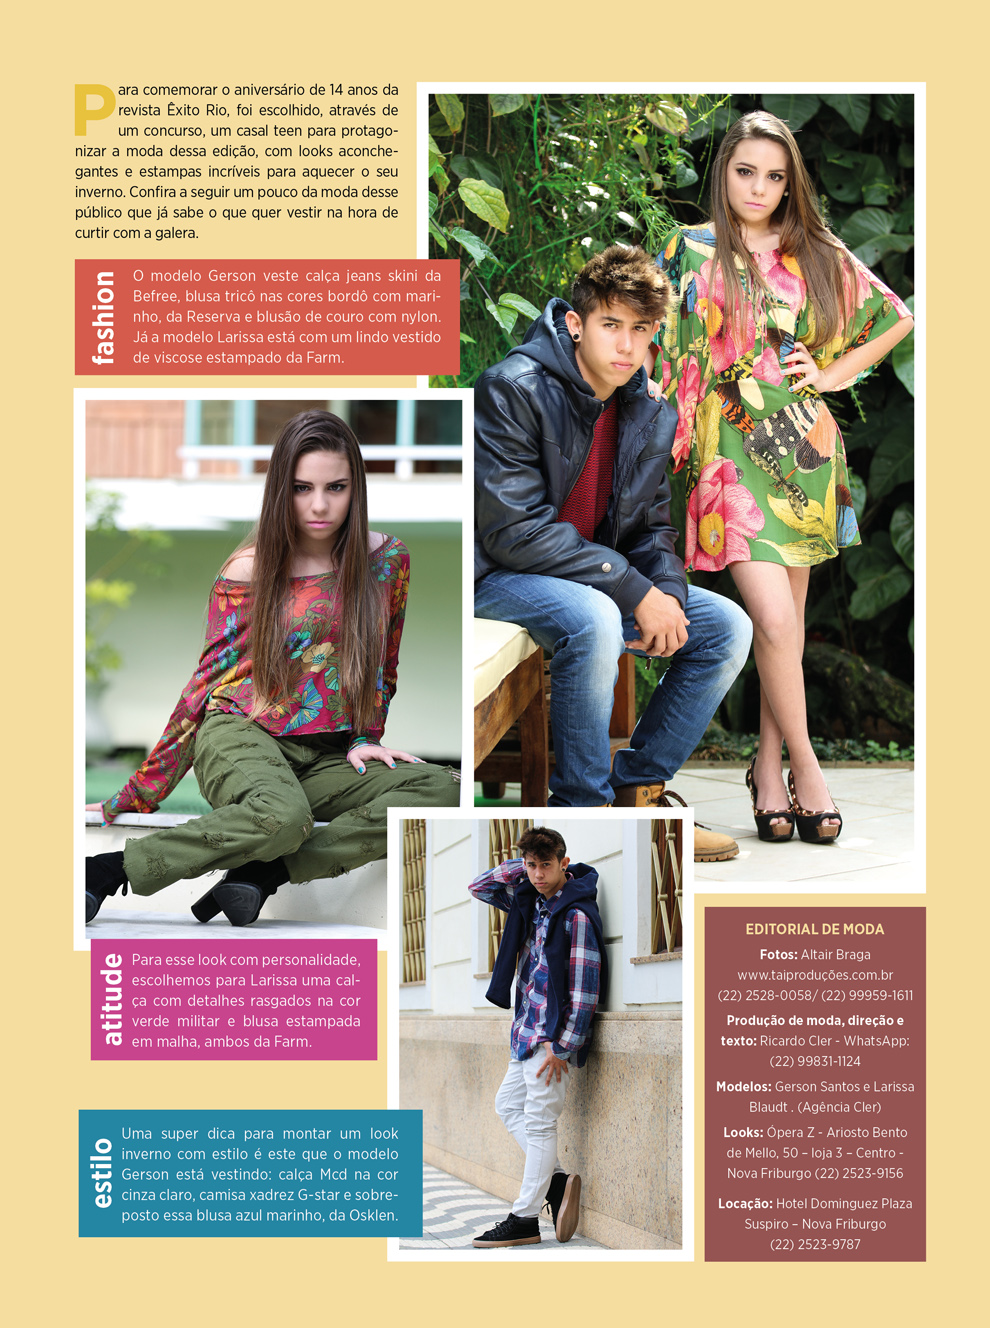 Para comemorar o aniversário de 14 anos da
revista Êxito Rio, foi escolhido, através de
um concurso, um casal teen para protago-
nizar a moda dessa edição, com looks aconche-
gantes e estampas incríveis para aquecer o seu
inverno. Confira a seguir um pouco da moda desse
público que já sabe o que quer vestir na hora de
curtir com a galera.
fashion
O modelo Gerson veste calça jeans skini da
Befree, blusa tricô nas cores bordô com mari-
nho, da Reserva e blusão de couro com nylon.
Já a modelo Larissa está com um lindo vestido
de viscose estampado da Farm.
atitude
Para esse look com personalidade,
escolhemos para Larissa uma cal-
ça com detalhes rasgados na cor
verde militar e blusa estampada
em malha, ambos da Farm.
estilo
Uma super dica para montar um look
inverno com estilo é este que o modelo
Gerson está vestindo: calça Mcd na cor
cinza claro, camisa xadrez G-star e sobre-
posto essa blusa azul marinho, da Osklen.
EDITORIAL DE MODA
Fotos: Altair Braga
www.taiproduções.com.br
(22) 2528-0058/ (22) 99959-1611
Produção de moda, direção e
texto: Ricardo Cler - WhatsApp:
(22) 99831-1124
Modelos: Gerson Santos e Larissa
Blaudt . (Agência Cler)
Looks: Ópera Z - Ariosto Bento
de Mello, 50 – loja 3 – Centro -
Nova Friburgo (22) 2523-9156
Locação: Hotel Dominguez Plaza
Suspiro – Nova Friburgo
(22) 2523-9787